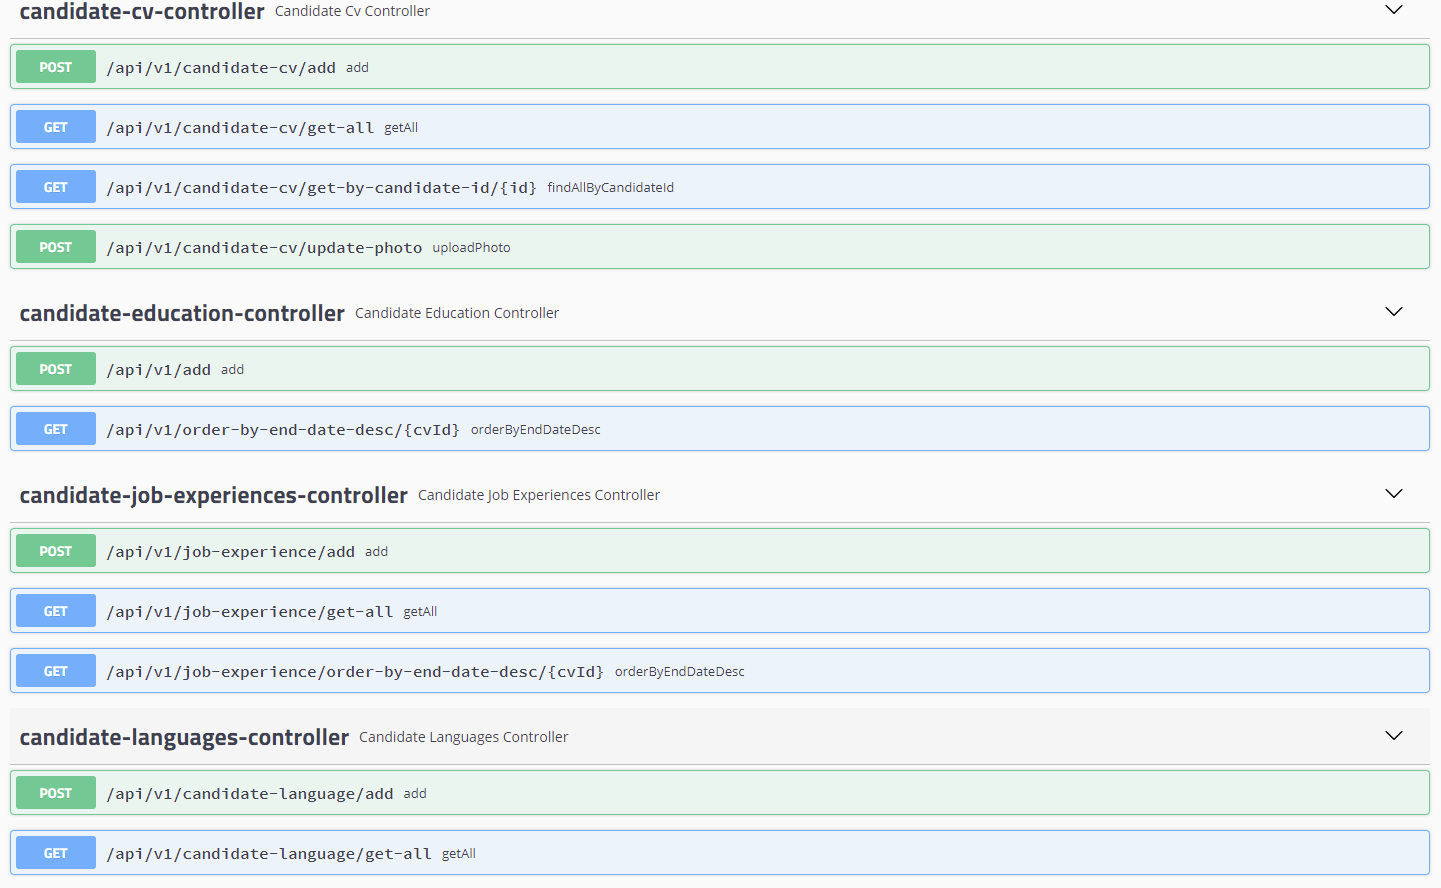 candidate-cv-controller Candidate Cv Controller
POST /api/v1/candidate-cv/add add
GET /api/v1/candidate-cv/get-all getAll
GET /api/v1/candidate-cv/get-by-candidate-id/{id} findAllByCandidateId
POST /api/v1/candidate-cv/update-photo uploadPhoto
candidate-education-controller Candidate Education Controller
POST /api/v1/add add
GET /api/v1/order-by-end-date-desc/{cvId} orderByEndDateDesc
candidate-job-experiences-controller Candidate Job Experiences Controller
POST /api/v1/job-experience/add add
GET /api/v1/job-experience/get-all getAll
GET /api/v1/job-experience/order-by-end-date-desc/{cvId} orderByEndDateDesc
candidate-languages-controller Candidate Languages Controller
POST /api/v1/candidate-language/add add
GET /api/v1/candidate-language/get-all getAll